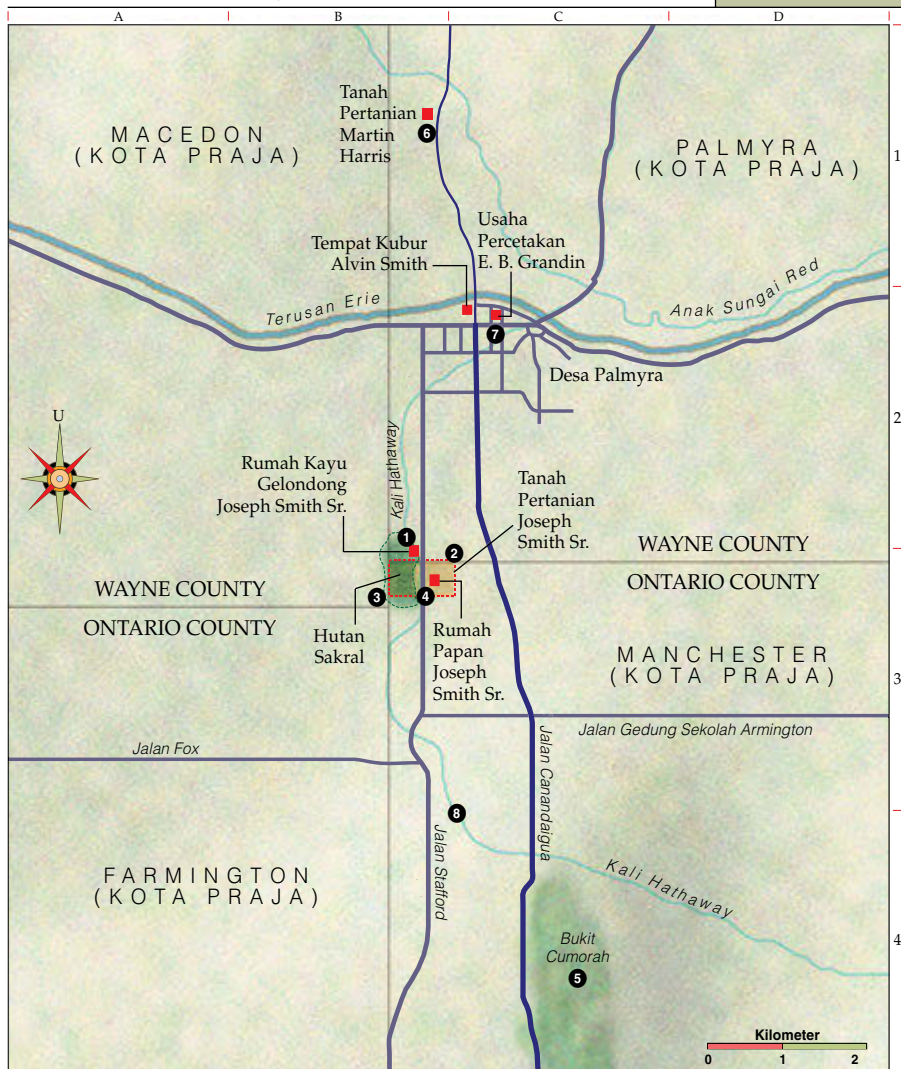 A
B
C
D
Tanah
Pertanian
Martin
Harris
6
MACEDON
(KOTA PRAJA)
PALMYRA
(KOTA PRAJA)
1
Usaha
Percetakan
E. B. Grandin
Tempat Kubur
Alvin Smith
Anak Sungai Red
Terusan Erie
7
Desa Palmyra
U
2
Kali Hathaway
Rumah Kayu
Gelondong
Joseph Smith Sr.
Tanah
Pertanian
Joseph
Smith Sr.
1
2
WAYNE COUNTY
ONTARIO COUNTY
WAYNE COUNTY
ONTARIO COUNTY
3
4
Hutan
Sakral
Rumah
Papan
Joseph
Smith Sr.
MANCHESTER
(KOTA PRAJA)
3
Jalan Gedung Sekolah Armington
Jalan Fox
Jalan Canandaigua
8
Jalan Stafford
FARMINGTON
(KOTA PRAJA)
Kali Hathaway
Bukit
Cumorah
5
4
Kilometer
0 1 2